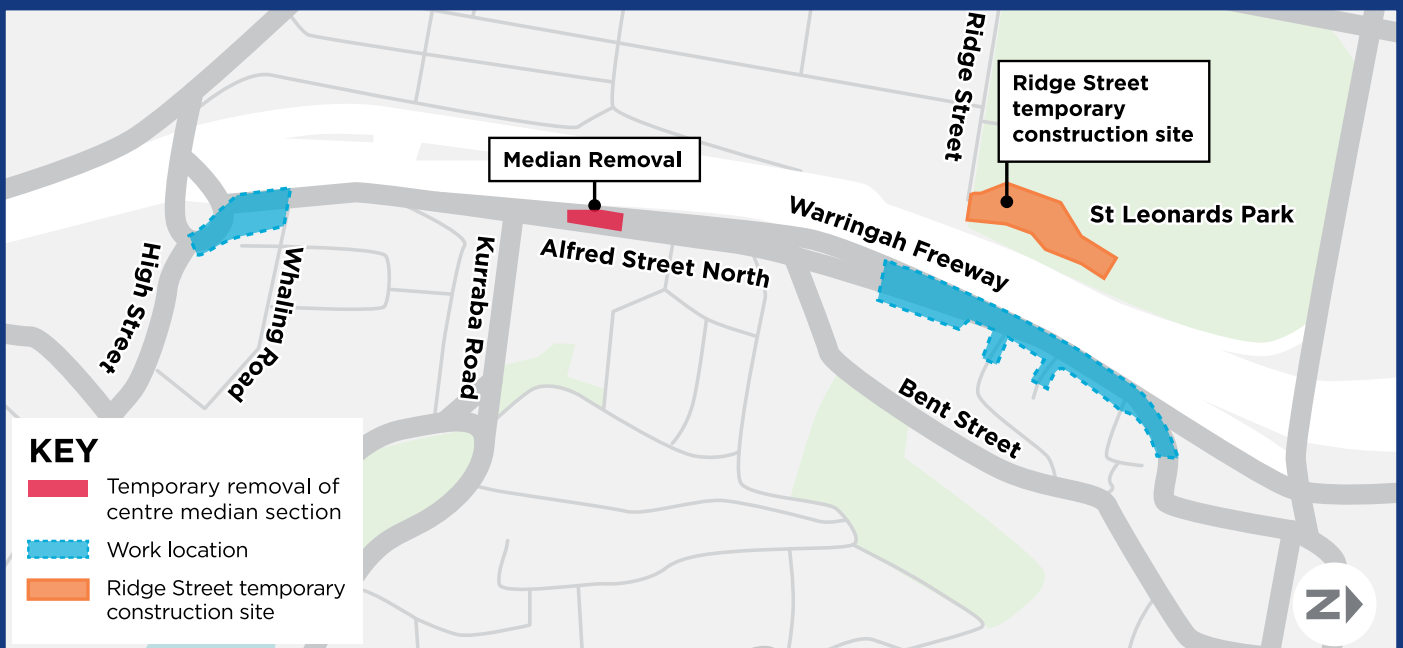 Ridge Street
Ridge Street
temporary
construction site
Median Removal
St Leonards Park
Warringah Freeway
Alfred Street North
High Street
Whaling Road
Kurraba Road
Bent Street
KEY
Temporary removal of
centre median section
Work location
Ridge Street temporary
construction site
N